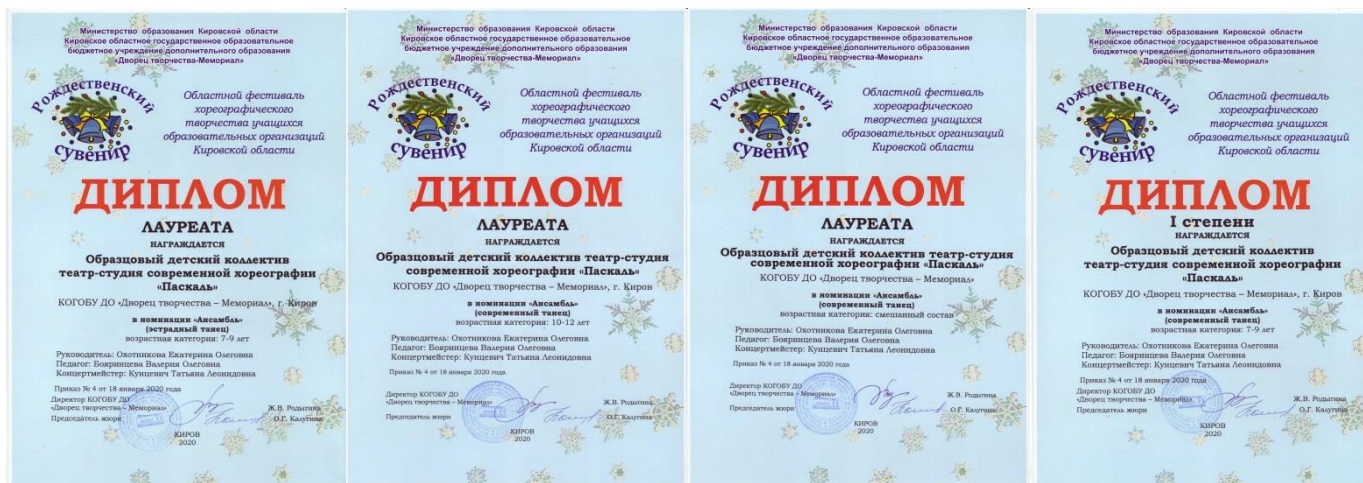 Министерство образования Кировской области
Кировское областное государственное образовательное
бюджетное учреждение дополнительного образования
«Дворец творчества-Мемориал»
Рождественский
сувенир
Областной фестиваль
хореографического
творчества учащихся
образовательных организаций
Кировской области
ДИПЛОМ
ЛАУРЕАТА
НАГРАЖДАЕТСЯ
Образцовый детский коллектив
театр-студия современной хореографии
«Паскаль»
КОГОБУ ДО «Дворец творчества – Мемориал», г. Киров
в номинации «Ансамбль»
(эстрадный танец)
возрастная категория: 7-9 лет
Руководитель: Охотникова Екатерина Олеговна
Педагог: Бояринцева Валерия Олеговна
Концертмейстер: Кунцевич Татьяна Леонидовна
Приказ № 4 от 18 января 2020 года
Директор КОГОБУ ДО
«Дворец творчества – Мемориал» Ж.В. Родыгина
Председатель жюри О.Г. Калугина
КИРОВ
2020
Министерство образования Кировской области
Кировское областное государственное образовательное
бюджетное учреждение дополнительного образования
«Дворец творчества-Мемориал»
Рождественский
сувенир
Областной фестиваль
хореографического
творчества учащихся
образовательных организаций
Кировской области
ДИПЛОМ
ЛАУРЕАТА
НАГРАЖДАЕТСЯ
Образцовый детский коллектив театр-студия
современной хореографии «Паскаль»
КОГОБУ ДО «Дворец творчества – Мемориал», г. Киров
в номинации «Ансамбль»
(современный танец)
возрастная категория: 10-12 лет
Руководитель: Охотникова Екатерина Олеговна
Педагог: Бояринцева Валерия Олеговна
Концертмейстер: Кунцевич Татьяна Леонидовна
Приказ № 4 от 18 января 2020 года
Директор КОГОБУ ДО
«Дворец творчества – Мемориал» Ж.В. Родыгина
Председатель жюри О.Г. Калугина
КИРОВ
2020
Министерство образования Кировской области
Кировское областное государственное образовательное
бюджетное учреждение дополнительного образования
«Дворец творчества-Мемориал»
Рождественский
сувенир
Областной фестиваль
хореографического
творчества учащихся
образовательных организаций
Кировской области
ДИПЛОМ
ЛАУРЕАТА
НАГРАЖДАЕТСЯ
Образцовый детский коллектив театр-студия
современной хореографии «Паскаль»
КОГОБУ ДО «Дворец творчества – Мемориал»
в номинации «Ансамбль»
(современный танец)
возрастная категория: смешанный состав
Руководитель: Охотникова Екатерина Олеговна
Педагог: Бояринцева Валерия Олеговна
Концертмейстер: Кунцевич Татьяна Леонидовна
Приказ № 4 от 18 января 2020 года
Директор КОГОБУ ДО
«Дворец творчества – Мемориал» Ж.В. Родыгина
Председатель жюри О.Г. Калугина
КИРОВ
2020
Министерство образования Кировской области
Кировское областное государственное образовательное
бюджетное учреждение дополнительного образования
«Дворец творчества-Мемориал»
Рождественский
сувенир
Областной фестиваль
хореографического
творчества учащихся
образовательных организаций
Кировской области
ДИПЛОМ
I степени
НАГРАЖДАЕТСЯ
Образцовый детский коллектив
театр-студия современной хореографии
«Паскаль»
КОГОБУ ДО «Дворец творчества – Мемориал», г. Киров
в номинации «Ансамбль»
(современный танец)
возрастная категория: 7-9 лет
Руководитель: Охотникова Екатерина Олеговна
Педагог: Бояринцева Валерия Олеговна
Концертмейстер: Кунцевич Татьяна Леонидовна
Приказ № 4 от 18 января 2020 года
Директор КОГОБУ ДО
«Дворец творчества – Мемориал» Ж.В. Родыгина
Председатель жюри О.Г. Калугина
КИРОВ
2020